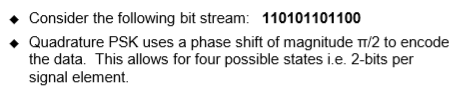 ◆ Consider the following bit stream: 110101101100
◆ Quadrature PSK uses a phase shift of magnitude π/2 to encode
the data. This allows for four possible states i.e. 2-bits per
signal element.